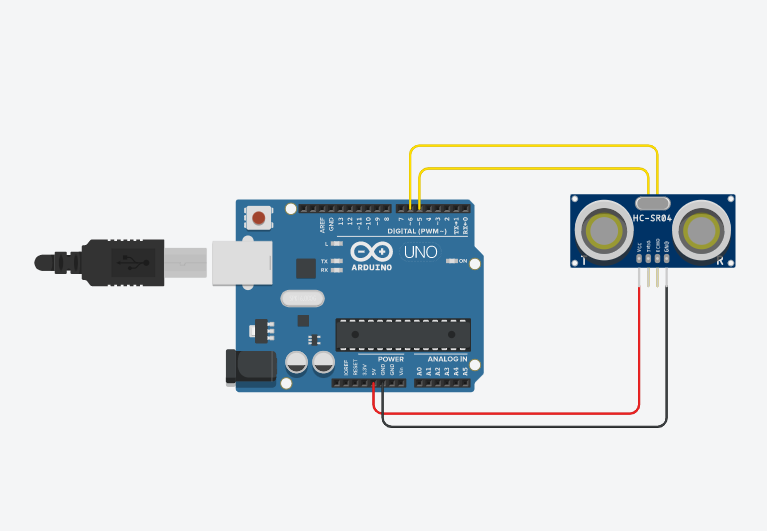 AREF
GND
13
12
~11
~10
~9
8
7
~6
~5
4
~3
2
TX→1
RX←0
DIGITAL (PWM~)
L
TX
RX
ARDUINO
UNO
ON
POWER
ANALOG IN
IOREF
RESET
3.3V
5V
GND
GND
Vin
A0
A1
A2
A3
A4
A5
HC-SR04
Vcc
TRIG
ECHO
GND
T
R